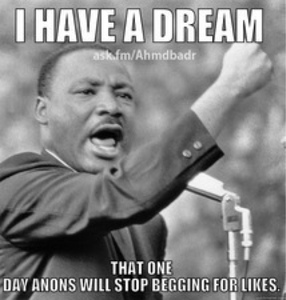 I HAVE A DREAM
ask.fm/Ahmdbadr
THAT ONE
DAY ANONS WILL STOP BEGGING FOR LIKES.